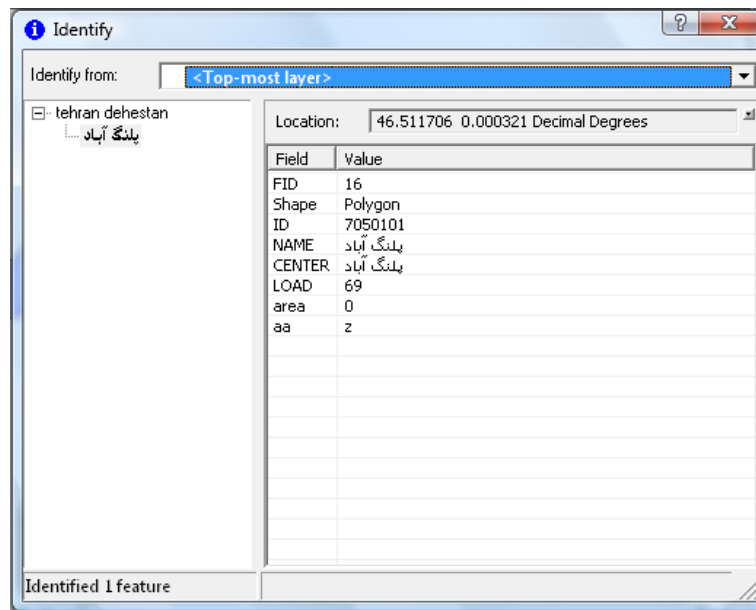 Identify
Identify from: <Top-most layer>
tehran dehestan
پلنگ آباد
Location: 46.511706 0.000321 Decimal Degrees
Field Value
FID 16
Shape Polygon
ID 7050101
NAME پلنگ آباد
CENTER پلنگ آباد
LOAD 69
area 0
aa z
Identified 1 feature